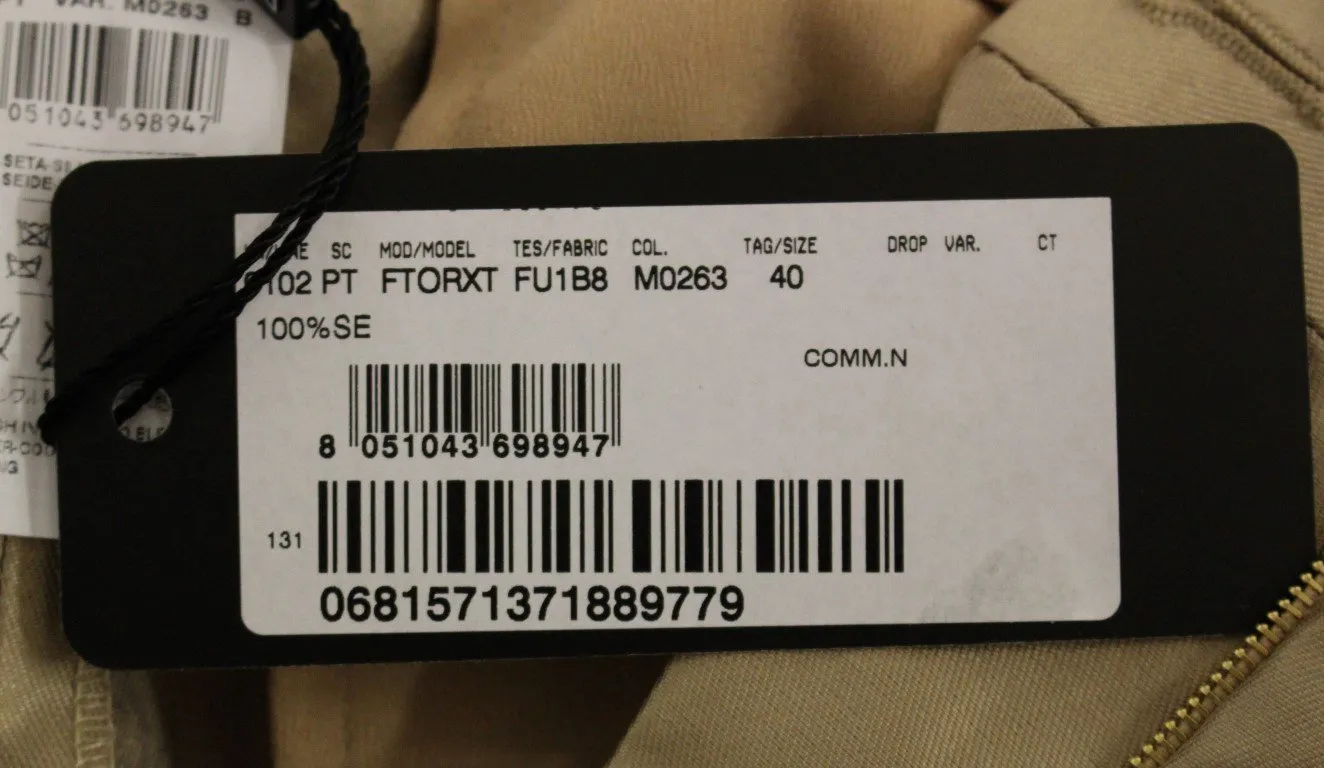 VAR. M0263 B
051043 698947
SEIDE
SC MOD/MODEL TES/FABRIC COL. TAG/SIZE DROP VAR. CT
PT FTORXT FU1B8 M0263 40
100%SE
COMM.N
8 051043 698947
131
0681571371889779